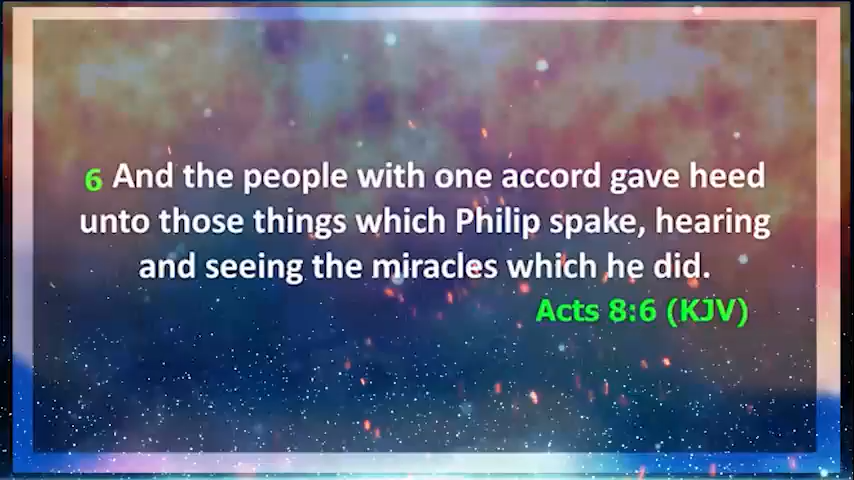 6 And the people with one accord gave heed
unto those things which Philip spake, hearing
and seeing the miracles which he did.
Acts 8:6 (KJV)